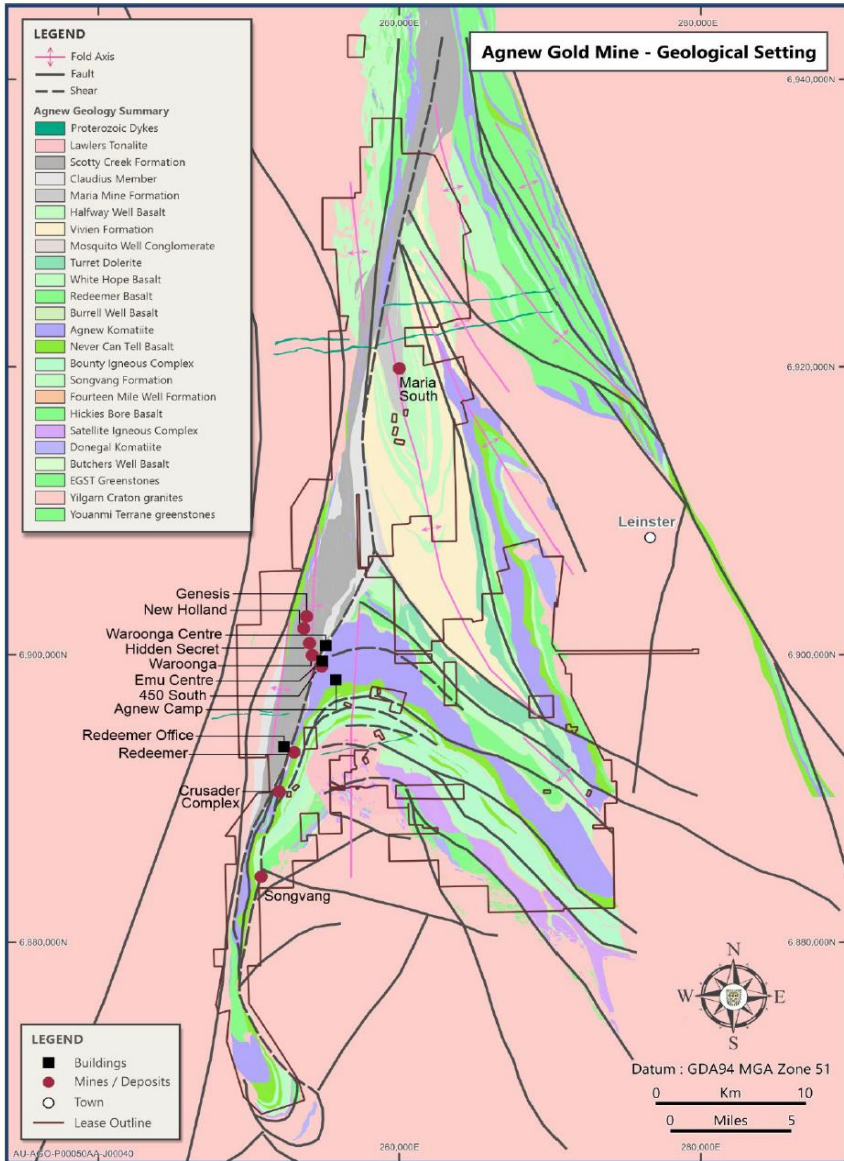 260,000E
280,000E
LEGEND
Fold Axis
Fault
Shear
Agnew Geology Summary
Proterozoic Dykes
Lawlers Tonalite
Scotty Creek Formation
Claudius Member
Maria Mine Formation
Halfway Well Basalt
Vivien Formation
Mosquito Well Conglomerate
Turret Dolerite
White Hope Basalt
Redeemer Basalt
Burrell Well Basalt
Agnew Komatiite
Never Can Tell Basalt
Bounty Igneous Complex
Songvang Formation
Fourteen Mile Well Formation
Hickies Bore Basalt
Satellite Igneous Complex
Donegal Komatiite
Butchers Well Basalt
EGST Greenstones
Yilgarn Craton granites
Youanmi Terrane greenstones
Agnew Gold Mine - Geological Setting
6,940,000N
6,920,000N
Maria
South
Leinster
Genesis
New Holland
Waroonga Centre
Hidden Secret
Waroonga
Emu Centre
450 South
Agnew Camp
6,900,000N
6,900,000N
Redeemer Office
Redeemer
Crusader
Complex
Songvang
6,880,000N
6,880,000N
N
W
E
S
LEGEND
Buildings
Mines / Deposits
Town
Lease Outline
Datum : GDA94 MGA Zone 51
0 Km 10
0 Miles 5
AU-AGO-P00050AA-J00040
260,000E
280,000E